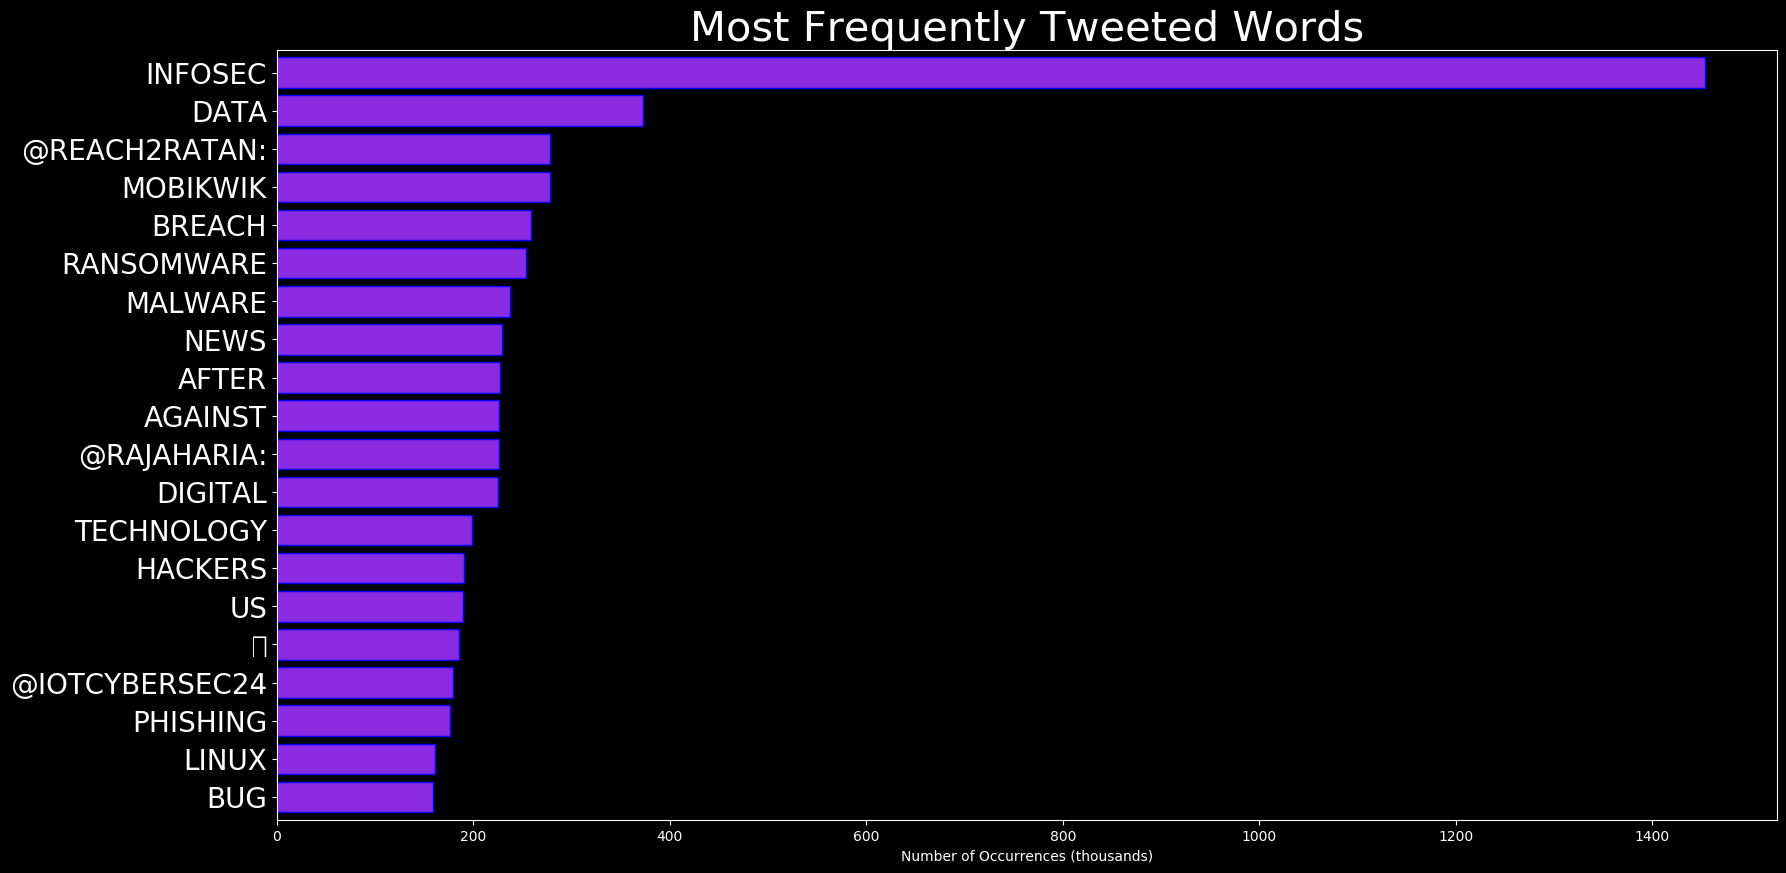 Most Frequently Tweeted Words
INFOSEC
DATA
@REACH2RATAN:
MOBIKWIK
BREACH
RANSOMWARE
MALWARE
NEWS
AFTER
AGAINST
@RAJAHARIA:
DIGITAL
TECHNOLOGY
HACKERS
US
@IOTCYBERSEC24
PHISHING
LINUX
BUG
0 200 400 600 800 1000 1200 1400
Number of Occurrences (thousands)